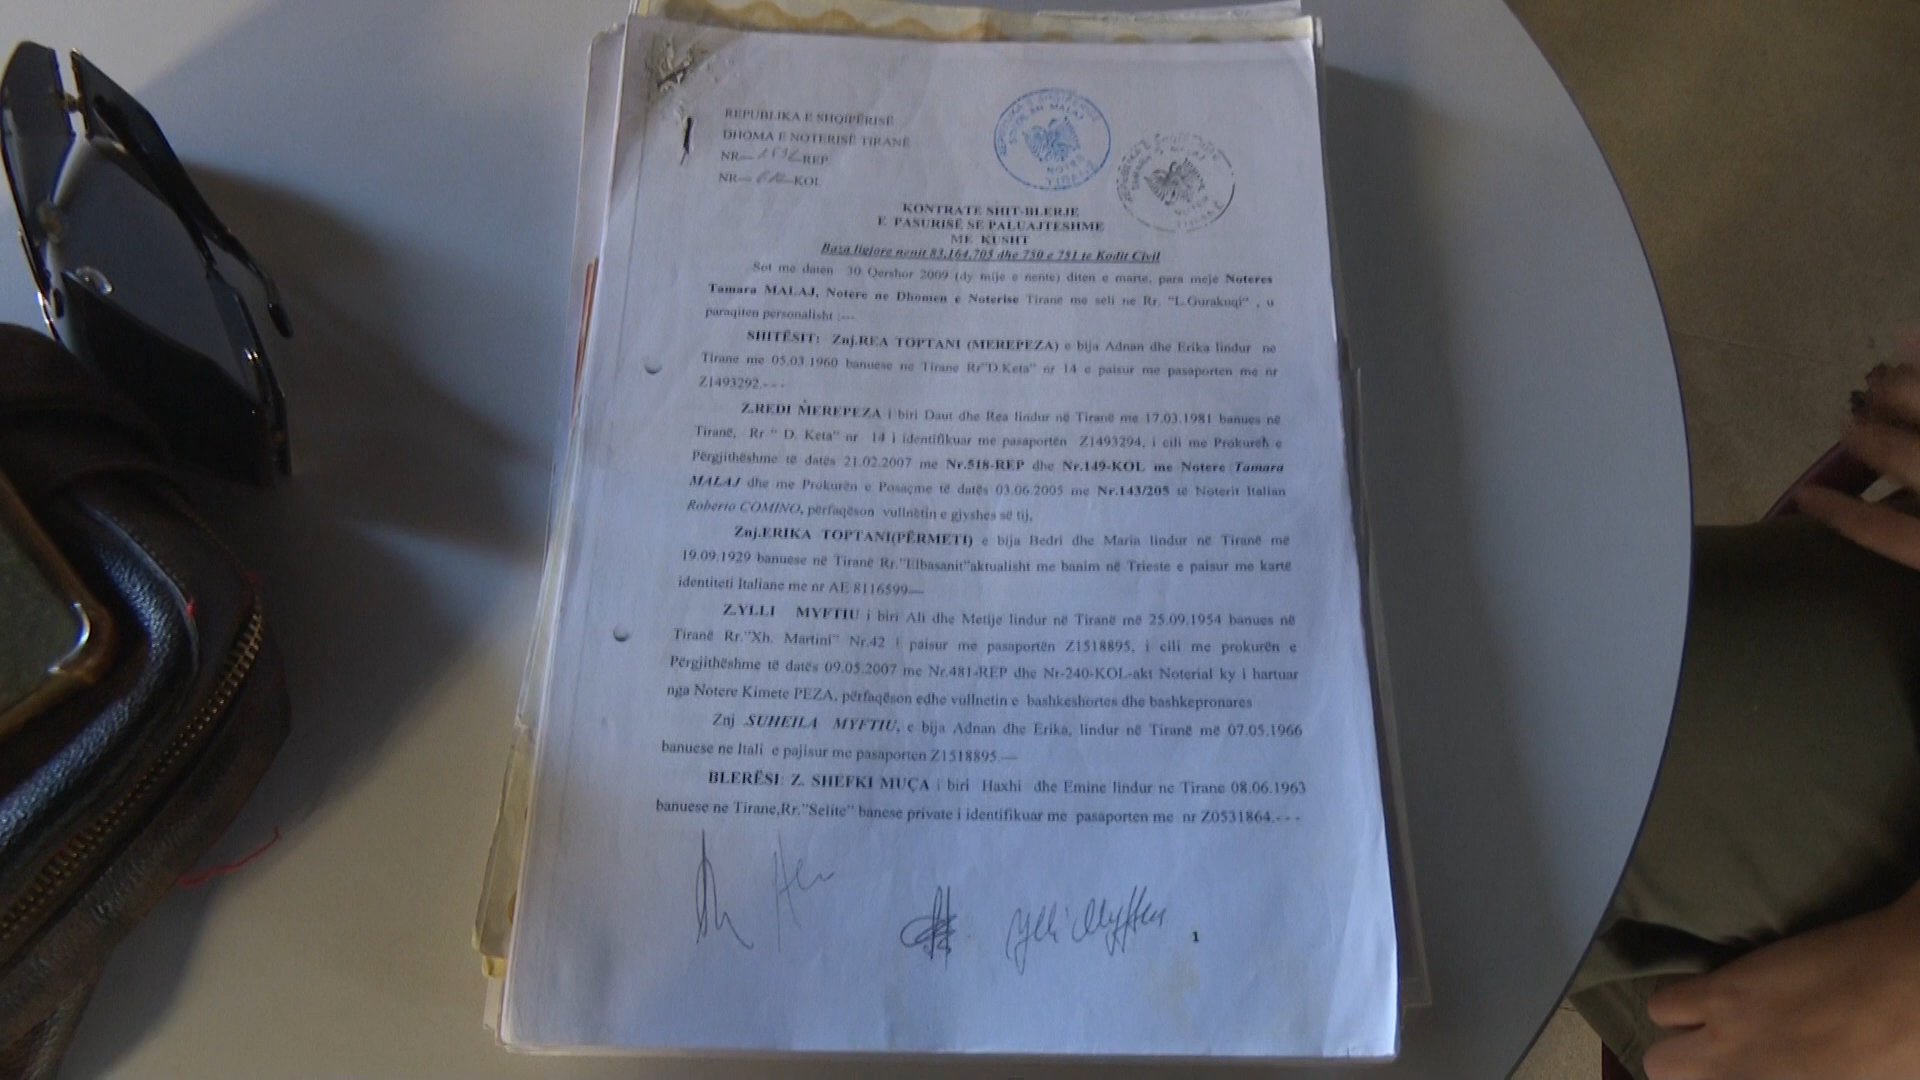 REPUBLIKA E SHQIPËRISË
DHOMA E NOTERISË TIRANË
NR— REP
NR— KOL
TIRANË
KONTRATE SHIT-BLERJE
E PASURISË SE PALUAJTESHME
ME KUSHT
Baza ligjore nenit 83,164,705 dhe 750 e 751 te Kodit Civil
Sot me daten 30 Qershor 2009 (dy mije e nente) diten e marte, para meje Noteres
Tamara MALAJ, Notere ne Dhomen e Noterise Tiranë me seli ne Rr. "L.Gurakuqi" , u
paraqiten personalisht :---
SHITËSIT: Znj.REA TOPTANI (MEREPEZA) e bija Adnan dhe Erika lindur ne
Tirane me 05.03.1960 banuese ne Tirane Rr"D.Keta" nr 14 e paisur me pasaporten me nr
Z1493292.- - -
Z.REDI MEREPEZA i biri Daut dhe Rea lindur në Tiranë me 17.03.1981 banues në
Tiranë, Rr " D. Keta" nr 14 i identifikuar me pasaportën Z1493294, i cili me Prokurën e
Përgjithëshme të datës 21.02.2007 me Nr.518-REP dhe Nr.149-KOL me Notere Tamara
MALAJ dhe me Prokurën e Posaçme të datës 03.06.2005 me Nr.143/205 të Noterit Italian
Roberto COMINO, përfaqëson vullnetin e gjyshes së tij,
Znj.ERIKA TOPTANI(PËRMETI) e bija Bedri dhe Maria lindur në Tiranë me
19.09.1929 banuese në Tiranë Rr."Elbasanit"aktualisht me banim në Trieste e paisur me kartë
identiteti Italiane me nr AE 8116599—
Z.YLLI MYFTIU i biri Ali dhe Metije lindur në Tiranë më 25.09.1954 banues në
Tiranë Rr."Xh. Martini" Nr.42 i paisur me pasaportën Z1518895, i cili me prokurën e
Përgjithëshme të datës 09.05.2007 me Nr.481-REP dhe Nr-240-KOL-akt Noterial ky i hartuar
nga Notere Kimete PEZA, përfaqëson edhe vullnetin e bashkeshortes dhe bashkepronares
Znj .SUHEILA MYFTIU, e bija Adnan dhe Erika, lindur në Tiranë më 07.05.1966
banuese ne Itali e pajisur me pasaporten Z1518895.—
BLERËSI: Z. SHEFKI MUÇA i biri Haxhi dhe Emine lindur ne Tirane 08.06.1963
banuese ne Tirane,Rr."Selite" banese private i identifikuar me pasaporten me nr Z0531864.- - -
Ylli Myftiu
1